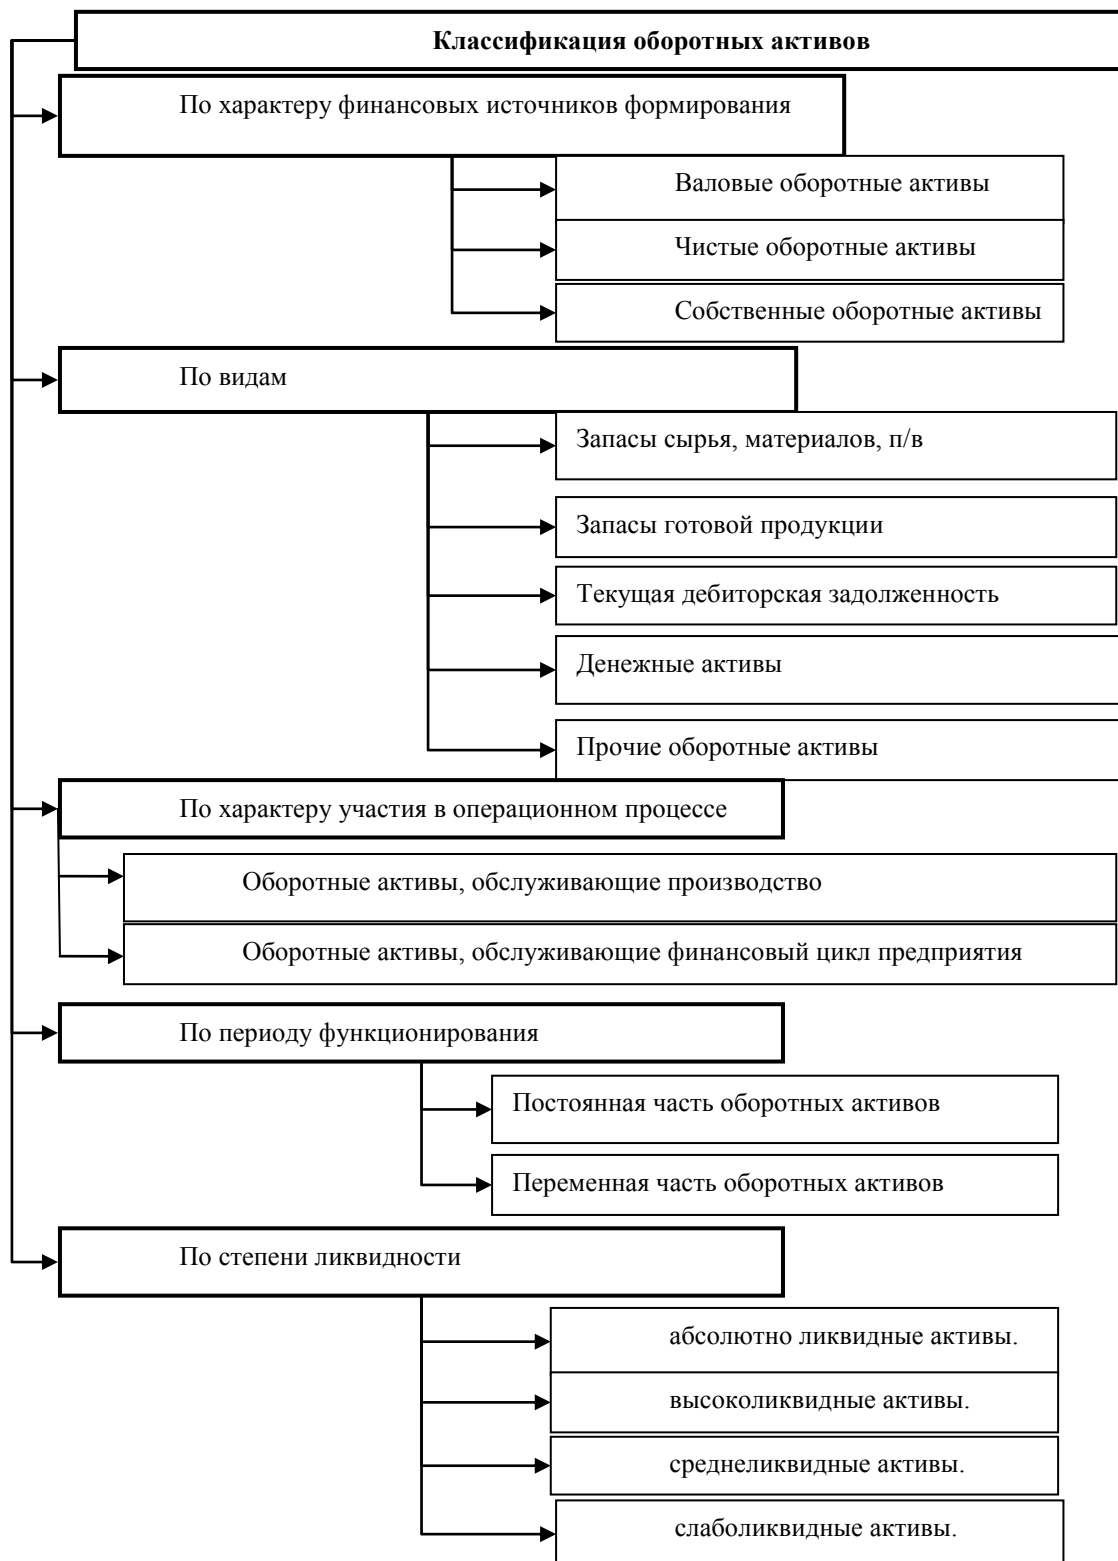 Классификация оборотных активов
По характеру финансовых источников формирования
Валовые оборотные активы
Чистые оборотные активы
Собственные оборотные активы
По видам
Запасы сырья, материалов, п/в
Запасы готовой продукции
Текущая дебиторская задолженность
Денежные активы
Прочие оборотные активы
По характеру участия в операционном процессе
Оборотные активы, обслуживающие производство
Оборотные активы, обслуживающие финансовый цикл предприятия
По периоду функционирования
Постоянная часть оборотных активов
Переменная часть оборотных активов
По степени ликвидности
абсолютно ликвидные активы.
высоколиквидные активы.
среднеликвидные активы.
слаболиквидные активы.